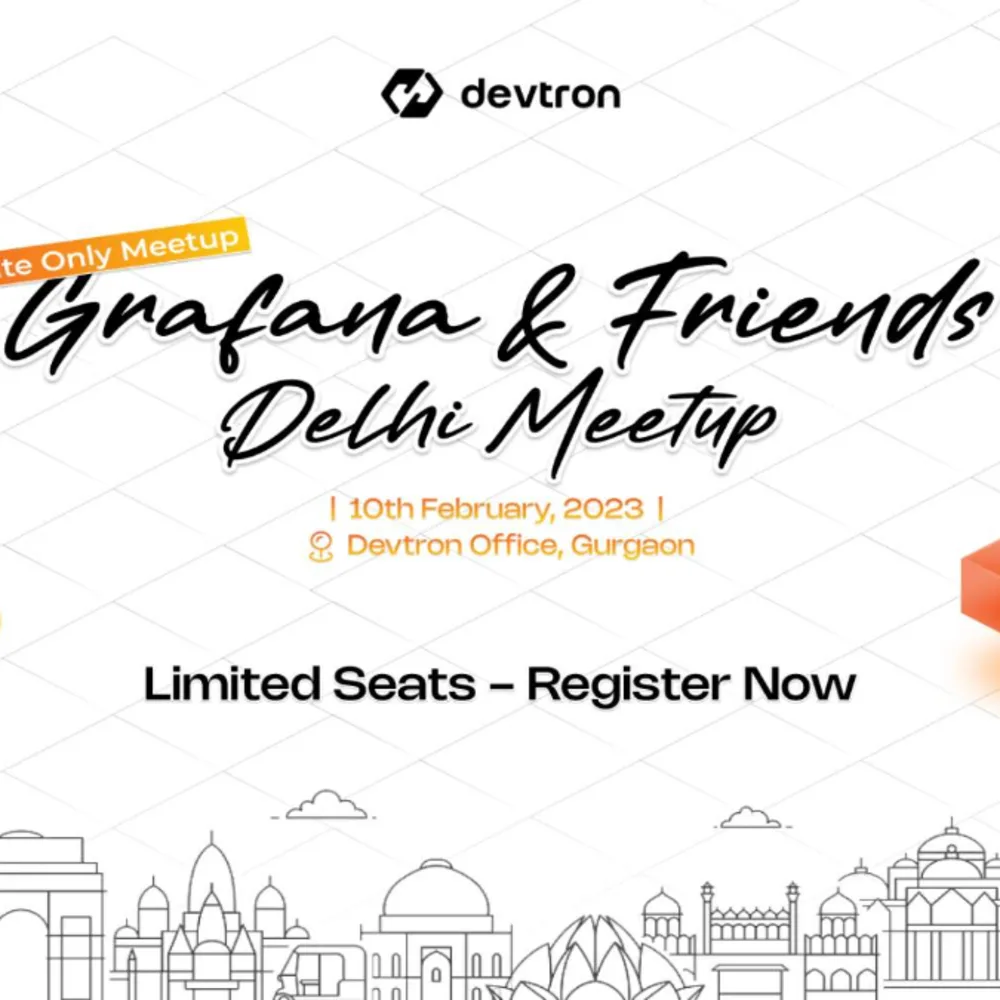 devtron
Only Meetup
Grafana & Friends
Delhi Meetup
| 10th February, 2023 |
Devtron Office, Gurgaon
Limited Seats – Register Now